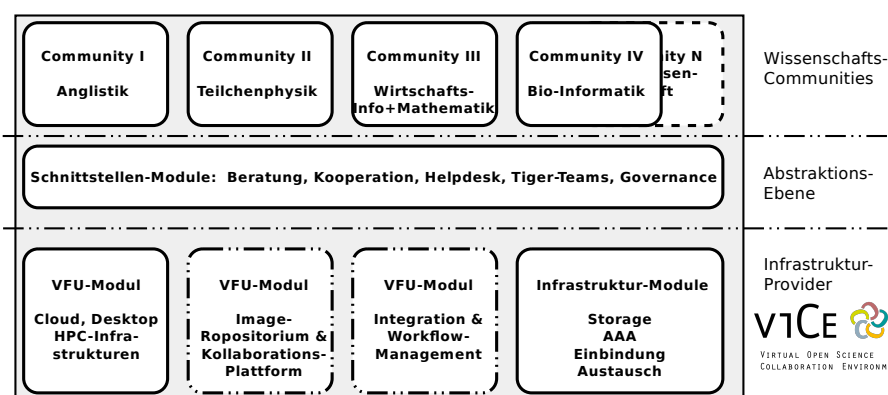 Community I
Anglistik
Community II
Teilchenphysik
Community III
Wirtschafts-
Info+Mathematik
Community IV
Bio-Informatik
ity N
sen-
ft
Wissenschafts-
Communities
Schnittstellen-Module: Beratung, Kooperation, Helpdesk, Tiger-Teams, Governance
Abstraktions-
Ebene
VFU-Modul
Cloud, Desktop
HPC-Infra-
strukturen
VFU-Modul
Image-
Ropositorium &
Kollaborations-
Plattform
VFU-Modul
Integration &
Workflow-
Management
Infrastruktur-Module
Storage
AAA
Einbindung
Austausch
Infrastruktur-
Provider
ViCE
Virtual Open Science
Collaboration Environm